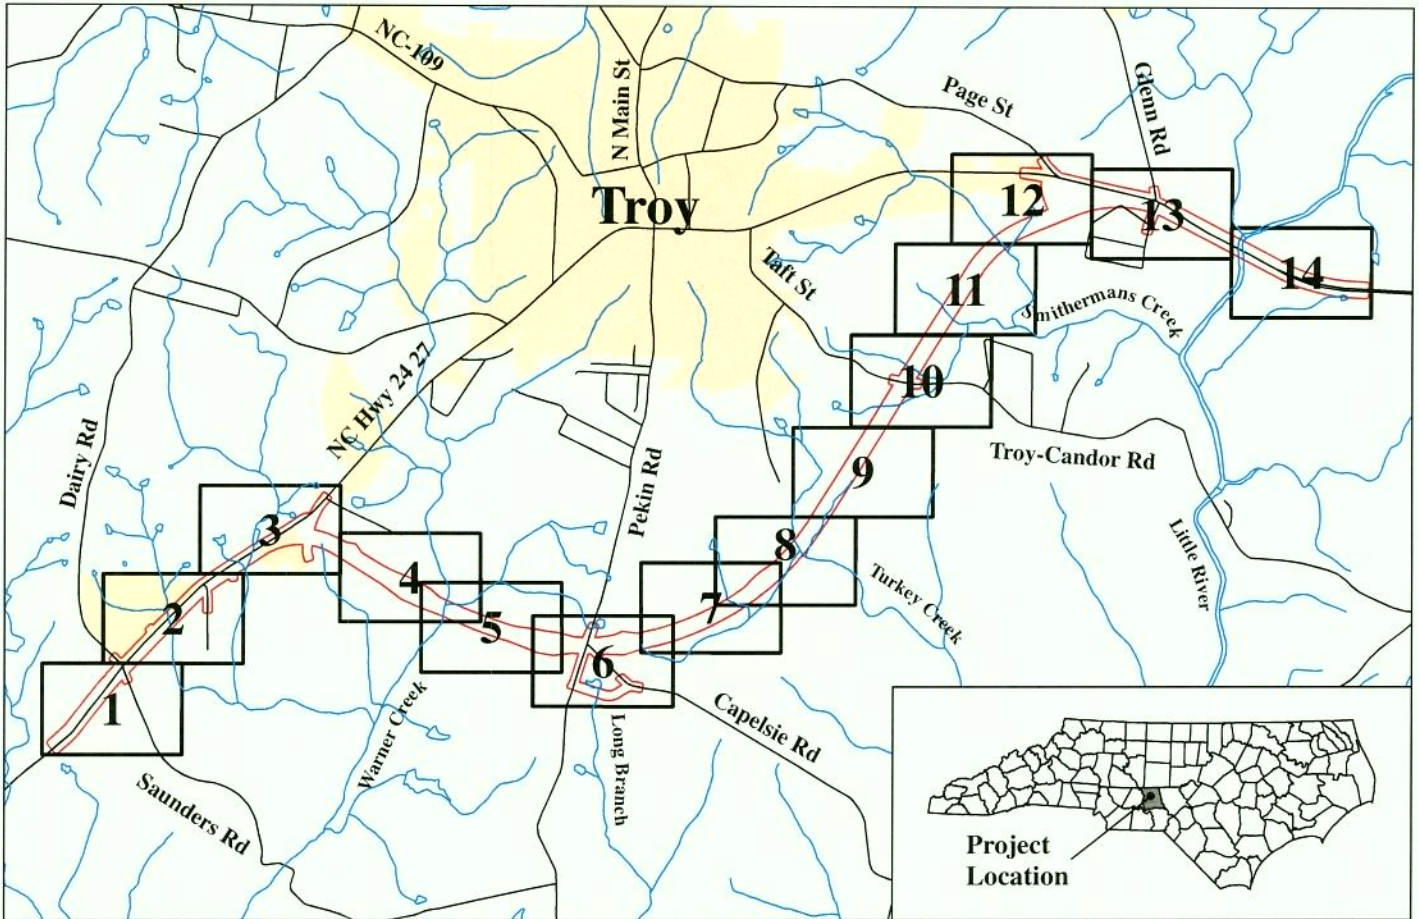 NC-109
N Main St
Page St
Glenn Rd
Troy
12
13
Taft St
11
14
Smithermans Creek
NC Hwy 24 27
10
Dairy Rd
Troy-Candor Rd
Pekin Rd
9
3
8
4
Little River
7
Turkey Creek
2
5
6
1
Warner Creek
Long Branch
Capelsie Rd
Saunders Rd
Project
Location